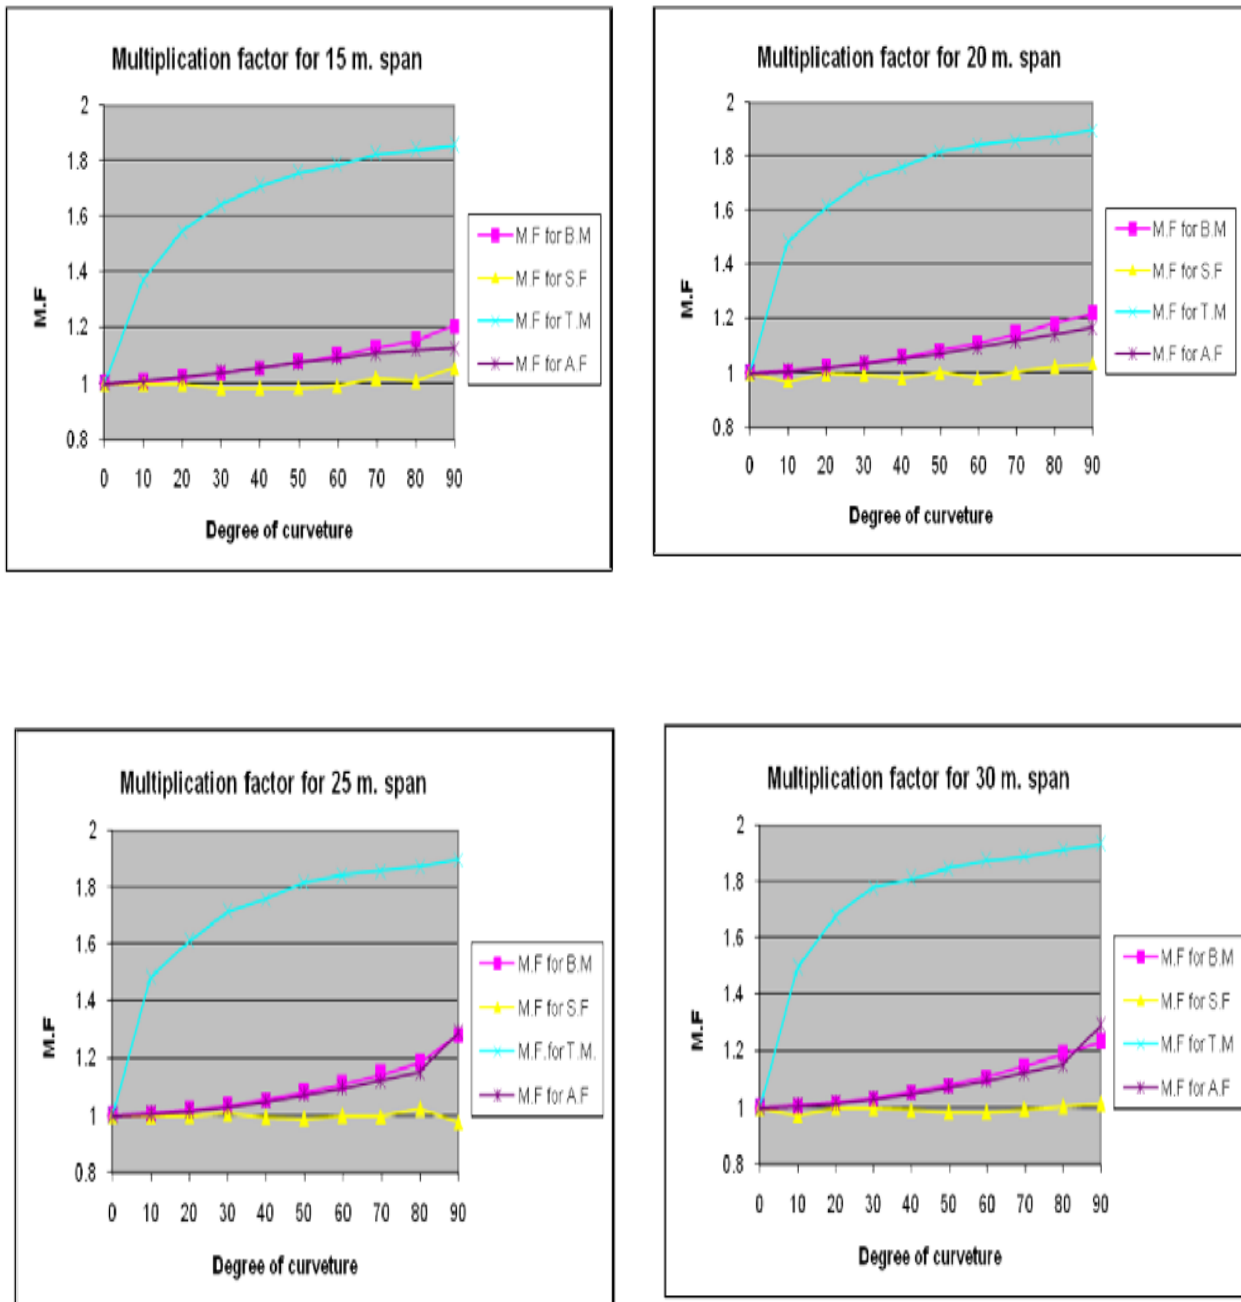 Multiplication factor for 15 m. span
2
1.8
1.6
1.4
1.2
1
0.8
M.F
0 10 20 30 40 50 60 70 80 90
Degree of curveture
M.F for B.M
M.F for S.F
M.F for T.M
M.F for A.F
Multiplication factor for 20 m. span
2
1.8
1.6
1.4
1.2
1
0.8
M.F
0 10 20 30 40 50 60 70 80 90
Degree of curveture
M.F for B.M
M.F for S.F
M.F for T.M
M.F for A.F
Multiplication factor for 25 m. span
2
1.8
1.6
1.4
1.2
1
0.8
M.F
0 10 20 30 40 50 60 70 80 90
Degree of curveture
M.F for B.M
M.F for S.F
M.F.for T.M.
M.F for A.F
Multiplication factor for 30 m. span
2
1.8
1.6
1.4
1.2
1
0.8
M.F
0 10 20 30 40 50 60 70 80 90
Degree of curveture
M.F for B.M
M.F for S.F
M.F for T.M
M.F for A.F